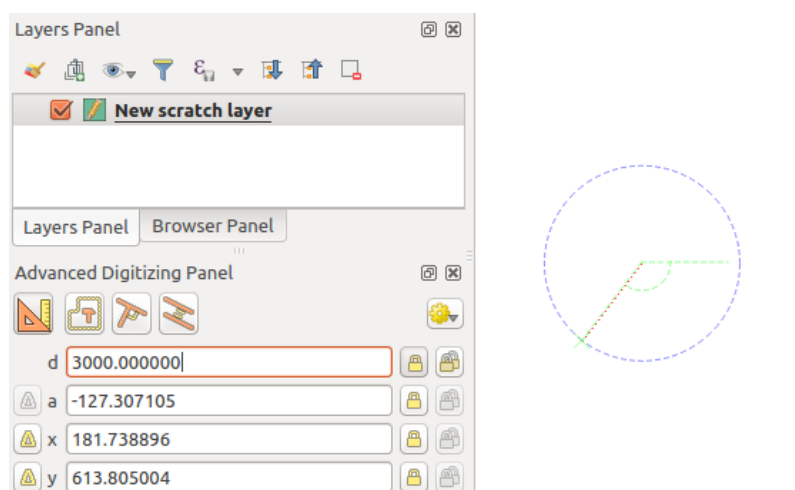 Layers Panel
New scratch layer
Layers Panel
Browser Panel
Advanced Digitizing Panel
d 3000.000000
a -127.307105
x 181.738896
y 613.805004